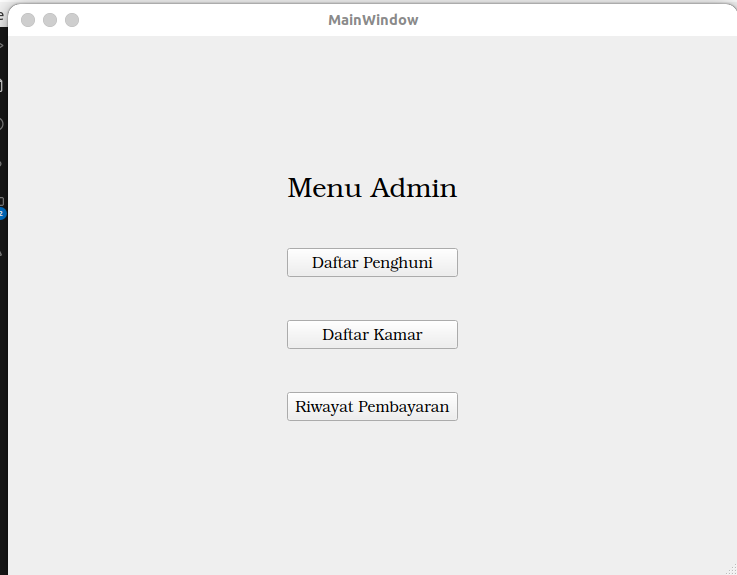 MainWindow
Menu Admin
Daftar Penghuni
Daftar Kamar
Riwayat Pembayaran